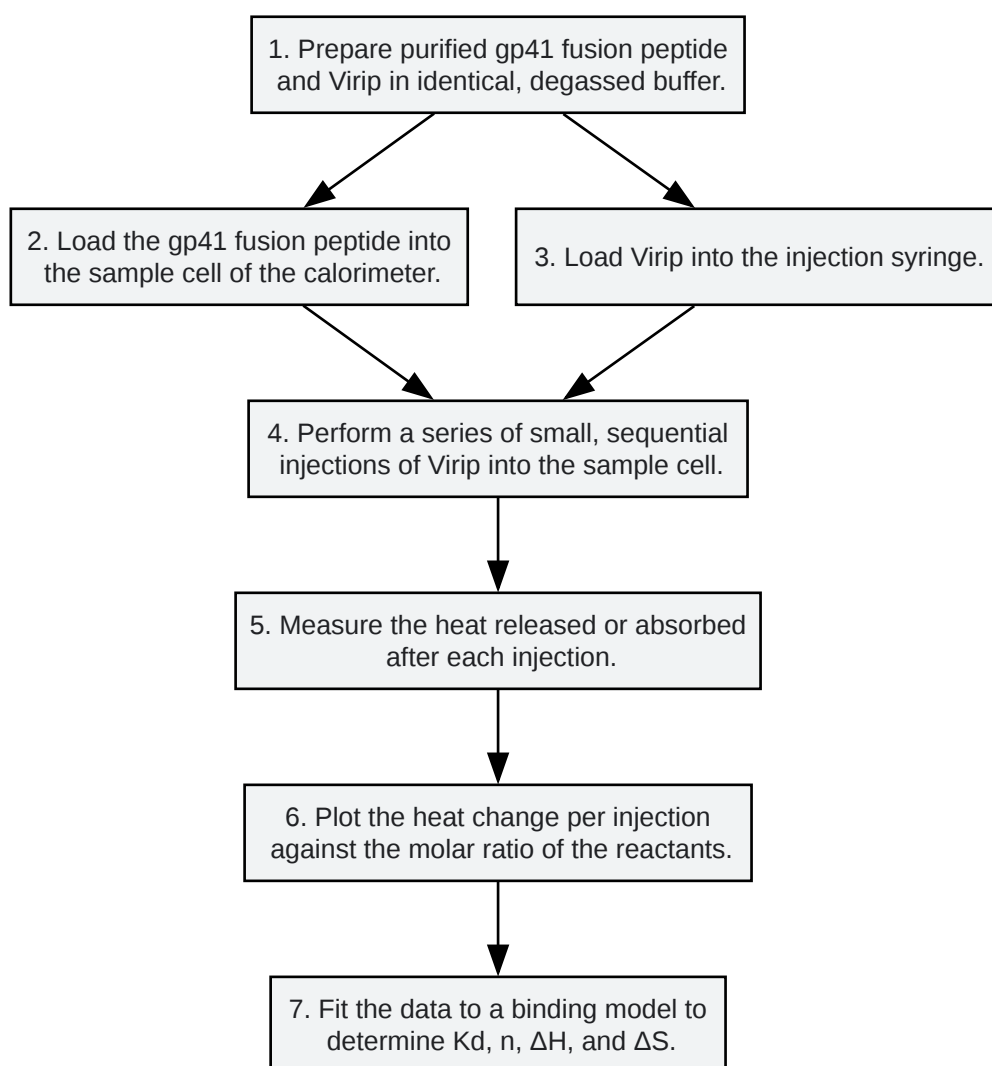 1. Prepare purified gp41 fusion peptide
and Virip in identical, degassed buffer.
2. Load the gp41 fusion peptide into
the sample cell of the calorimeter.
3. Load Virip into the injection syringe.
4. Perform a series of small, sequential
injections of Virip into the sample cell.
5. Measure the heat released or absorbed
after each injection.
6. Plot the heat change per injection
against the molar ratio of the reactants.
7. Fit the data to a binding model to
determine Kd, n, ΔH, and ΔS.